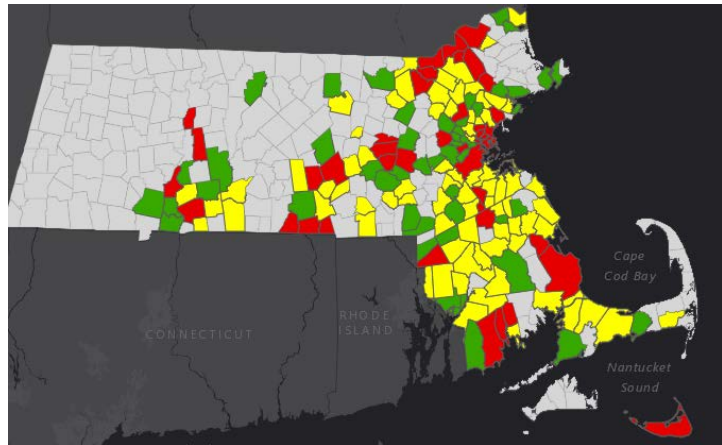 Cape
Cod Bay
RHODE
ISLAND
CONNECTICUT
Nantucket
Sound